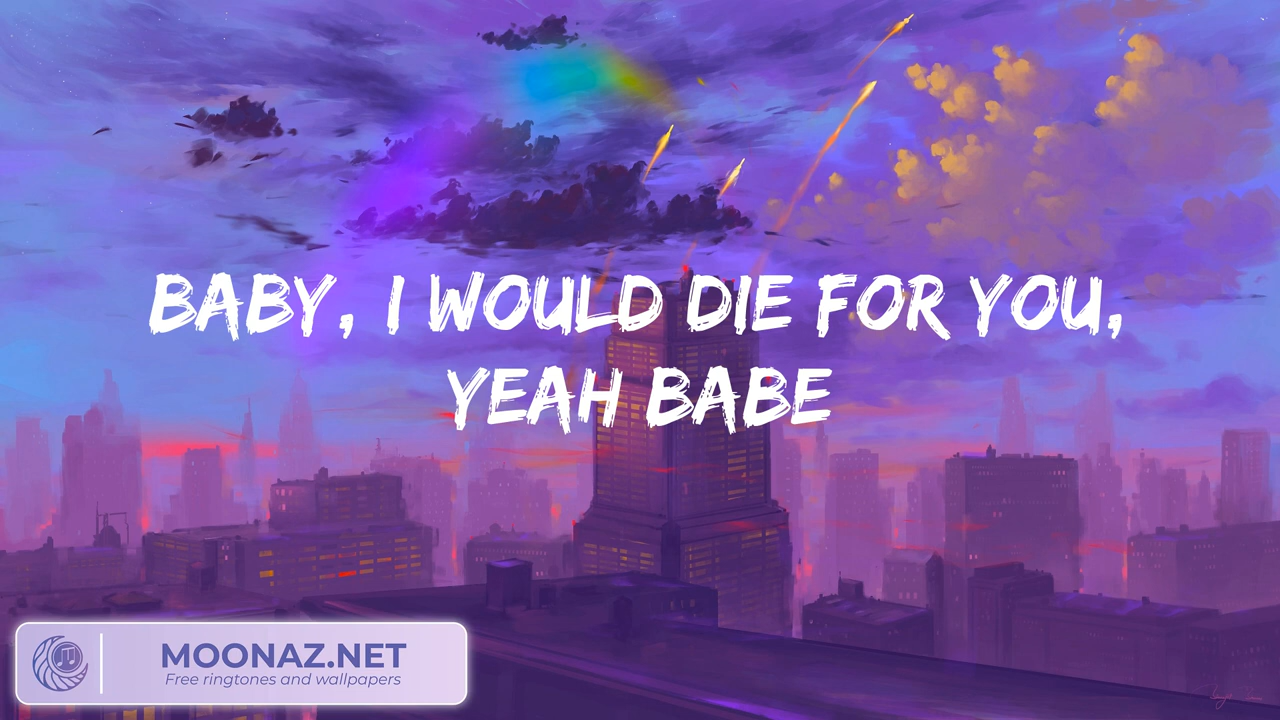 BABY, I WOULD DIE FOR YOU,
YEAH BABE
MOONAZ.NET
Free ringtones and wallpapers